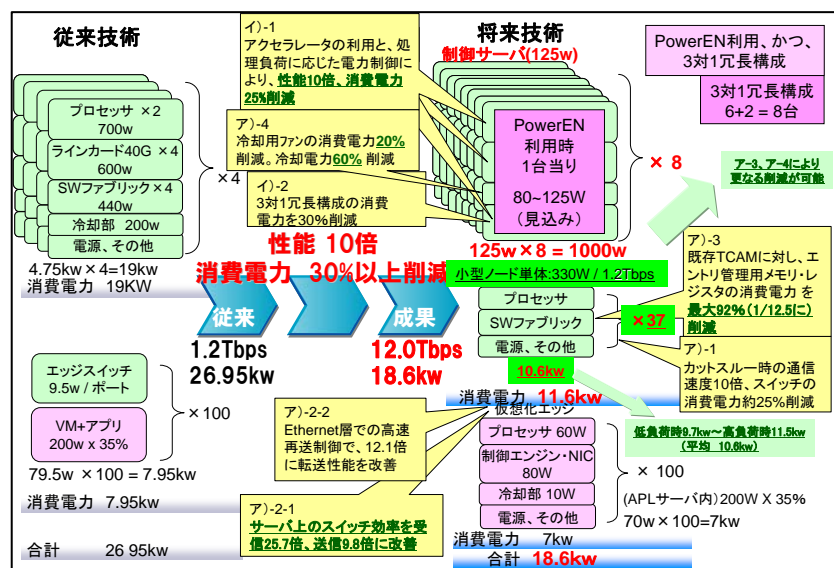 従来技術
プロセッサ ×2
700w
ラインカード40G ×4
600w
SWファブリック×4
440w
冷却部 200w
電源、その他
×4
4.75kw×4=19kw
消費電力 19KW
エッジスイッチ
9.5w/ポート
VM+アプリ
200w x 35%
×100
79.5w ×100 = 7.95kw
消費電力 7.95kw
合計 26 95kw
イ)-1
アクセラレータの利用と、処
理負荷に応じた電力制御
により、性能10倍、消費電力
25%削減
ア)-4
冷却用ファンの消費電力20%
削減。冷却電力60% 削減
イ)-2
3対1冗長構成の消費
電力を30%削減
性能 10倍
消費電力 30%以上削減
従来
成果
1.2Tbps
26.95kw
12.0Tbps
18.6kw
将来技術
制御サーバ(125w)
PowerEN
利用時
1台当り
80~125W
(見込み)
× 8
125w×8 = 1000w
PowerEN利用、かつ、
3対1冗長構成
3対1冗長構成
6+2 = 8台
ア-3、ア-4により
更なる削減が可能
小型ノード単体:330W / 1.2Tbps
プロセッサ
SWファブリック
電源、その他
×37
10.6kw
消費電力 11.6kw
ア)-3
既存TCAMに対し、エ
ントリ管理用メモリ・レ
ジスタの消費電力 を
最大92%(1/12.5に)
削減
ア)-1
カットスルー時の通信
速度10倍、スイッチの
消費電力約25%削減
低負荷時9.7kw~高負荷時11.5kw
(平均 10.6kw)
ア)-2-2
Ethernet層での高速
再送制御で、12.1倍
に転送性能を改善
ア)-2-1
サーバ上のスイッチ効率を受
信25.7倍、送信9.8倍に改善
仮想化エッジ
プロセッサ 60W
制御エンジン・NIC
80W
冷却部 10W
電源、その他
× 100
(APLサーバ内)200W X 35%
70w×100=7kw
消費電力 7kw
合計 18.6kw